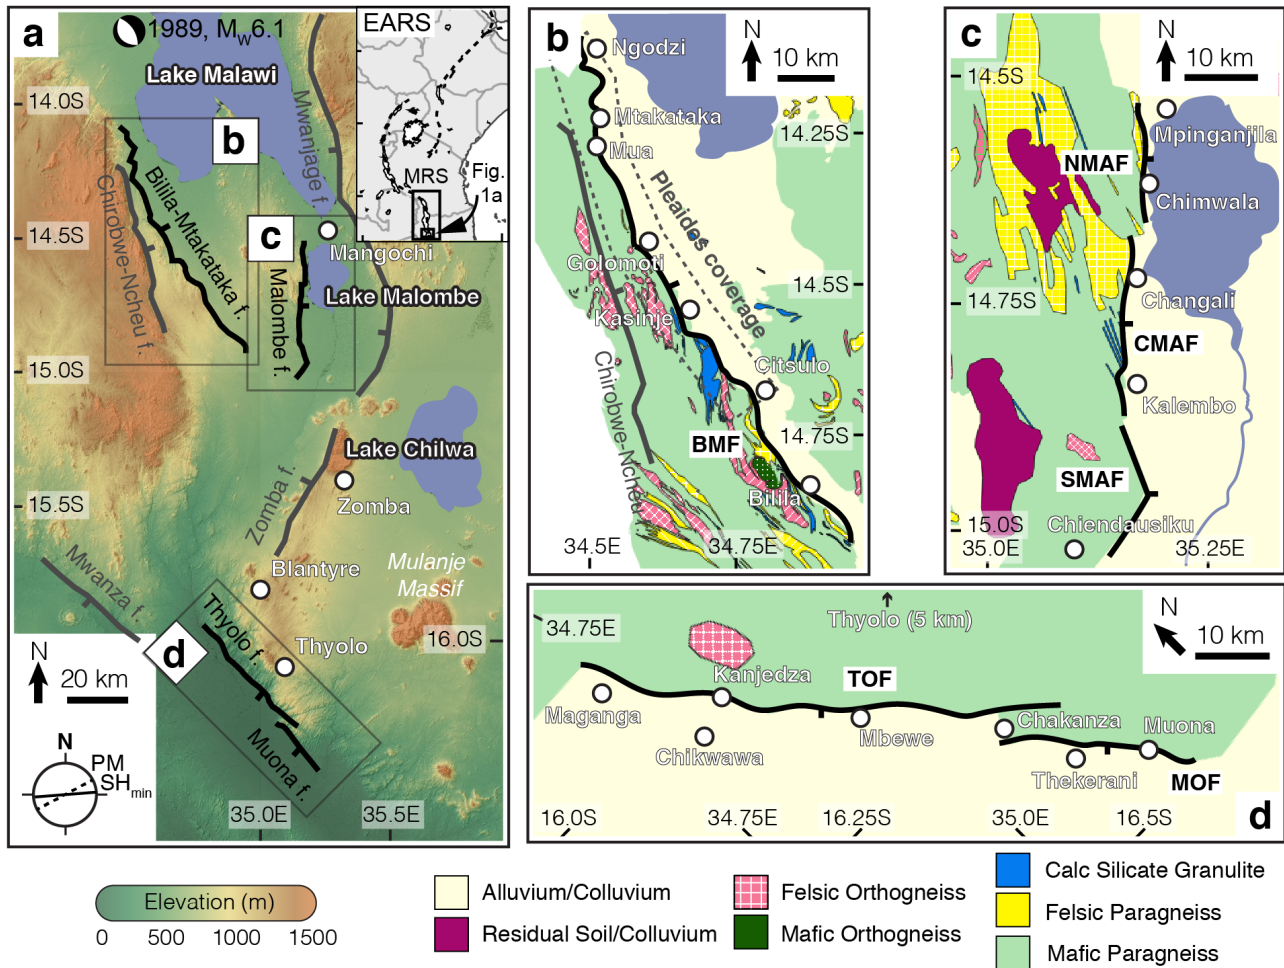 a
1989, Mw6.1
EARS
MRS
Fig.
1a
Lake Malawi
14.0S
Mwanjage f.
b
Bilila-Mtakataka f.
Chirobwe-Ncheu f.
14.5S
c
Mangochi
Lake Malombe
Malombe f.
15.0S
Lake Chilwa
Zomba f.
Zomba
15.5S
Mwanza f.
Blantyre
Mulanje
Massif
Thyolo f.
Thyolo
16.0S
d
Muona f.
N
20 km
N
PM
SHmin
35.0E
35.5E
b
Ngodzi
N
10 km
Mtakataka
14.25S
Mua
Pleaidos coverage
Golomoti
14.5S
Kasinje
Chirobwe-Ncheu f.
Citsulo
14.75S
BMF
Bilila
34.5E
34.75E
c
N
10 km
14.5S
Mpinganjila
NMAF
Chimwala
14.75S
Changali
CMAF
Kalembo
SMAF
15.0S
Chiendausiku
35.0E
35.25E
34.75E
Thyolo (5 km)
N
10 km
Kanjedza
TOF
Maganga
Chikwawa
Mbewe
Chakanza
Muona
Thekerani
MOF
16.0S
34.75E
16.25S
35.0E
16.5S
d
Elevation (m)
0
500
1000
1500
Alluvium/Colluvium
Residual Soil/Colluvium
Felsic Orthogneiss
Mafic Orthogneiss
Calc Silicate Granulite
Felsic Paragneiss
Mafic Paragneiss